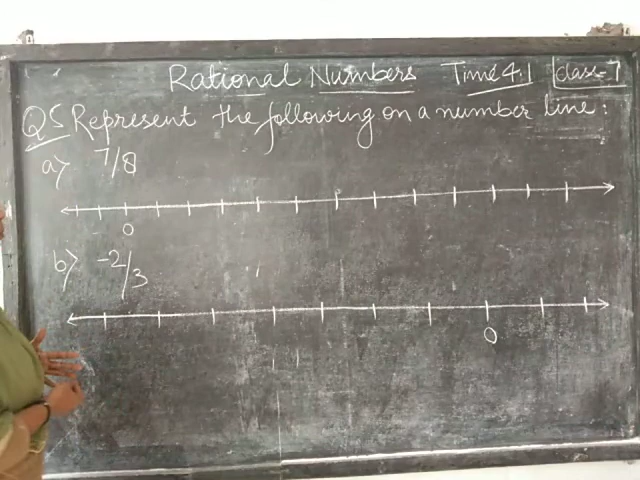 Rational Numbers Time 4.1 class-7
Q5 Represent the following on a number line:
a) 7/8
0
b) -2/3
0